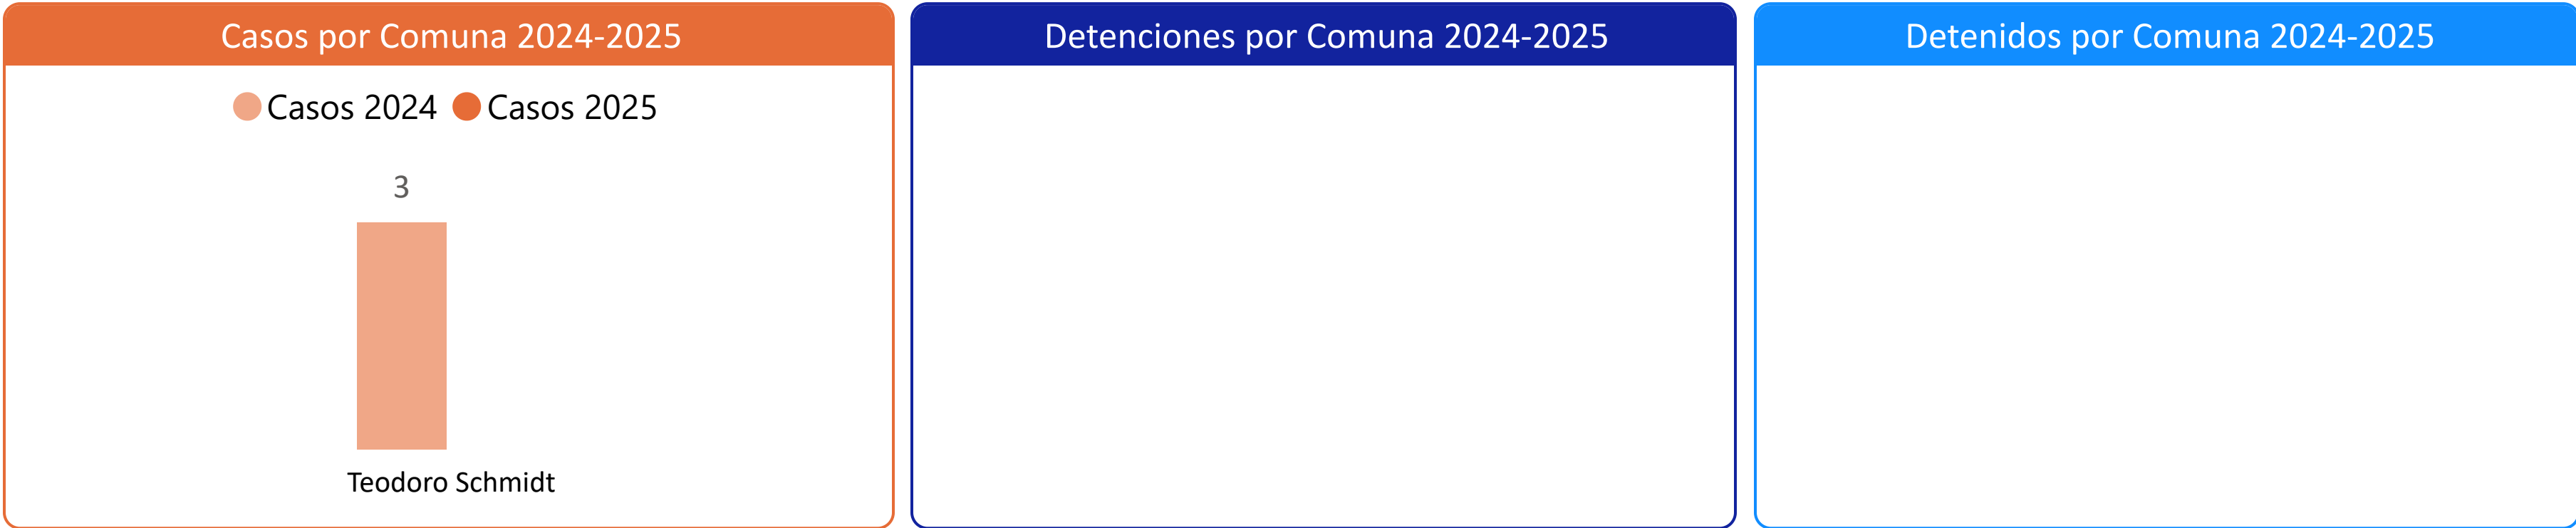 Casos por Comuna 2024-2025
Casos 2024 Casos 2025
3
Teodoro Schmidt
Detenciones por Comuna 2024-2025
Detenidos por Comuna 2024-2025